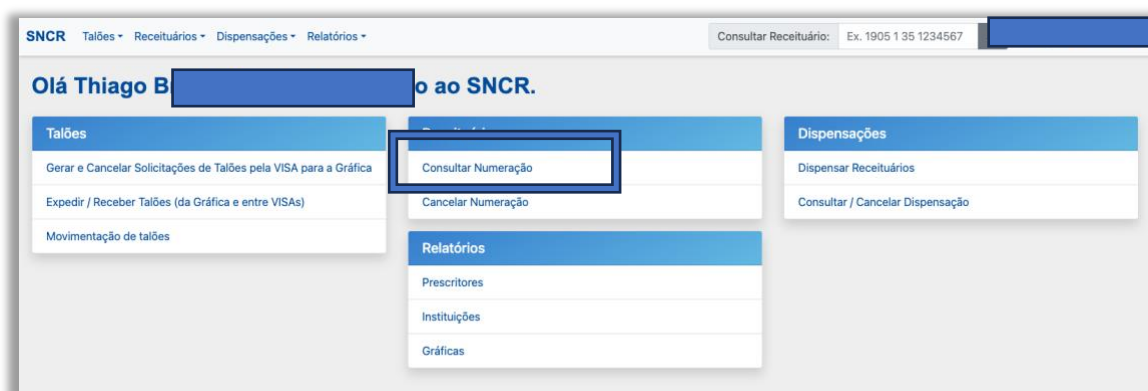 SNCR Talões Receituários Dispensações Relatórios Consultar Receituário: Ex. 1905 1 35 1234567
Olá Thiago B o ao SNCR.
Talões
Gerar e Cancelar Solicitações de Talões pela VISA para a Gráfica
Expedir / Receber Talões (da Gráfica e entre VISAs)
Movimentação de talões
Consultar Numeração
Cancelar Numeração
Relatórios
Prescritores
Instituições
Gráficas
Dispensações
Dispensar Receituários
Consultar / Cancelar Dispensação